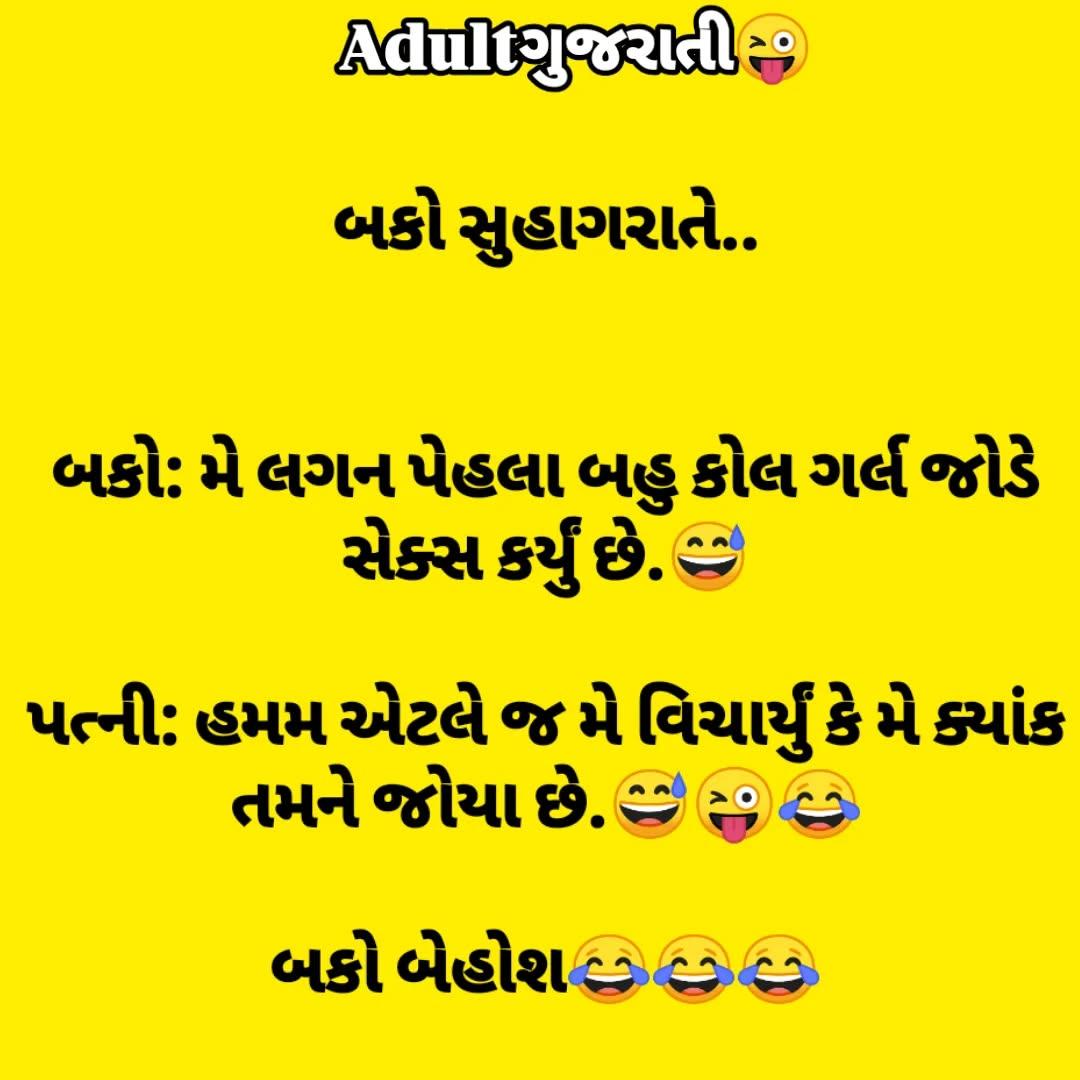 Adultગુજરાતી😜
બકો સુહાગરાતે..
બકો: મે લગન પેહલા બહુ કોલ ગર્લ જોડે
સેક્સ કર્યું છે.😅
પત્ની: હમમ એટલે જ મે વિચાર્યું કે મે ક્યાંક
તમને જોયા છે.😅😜😂
બકો બેહોશ😂😂😂